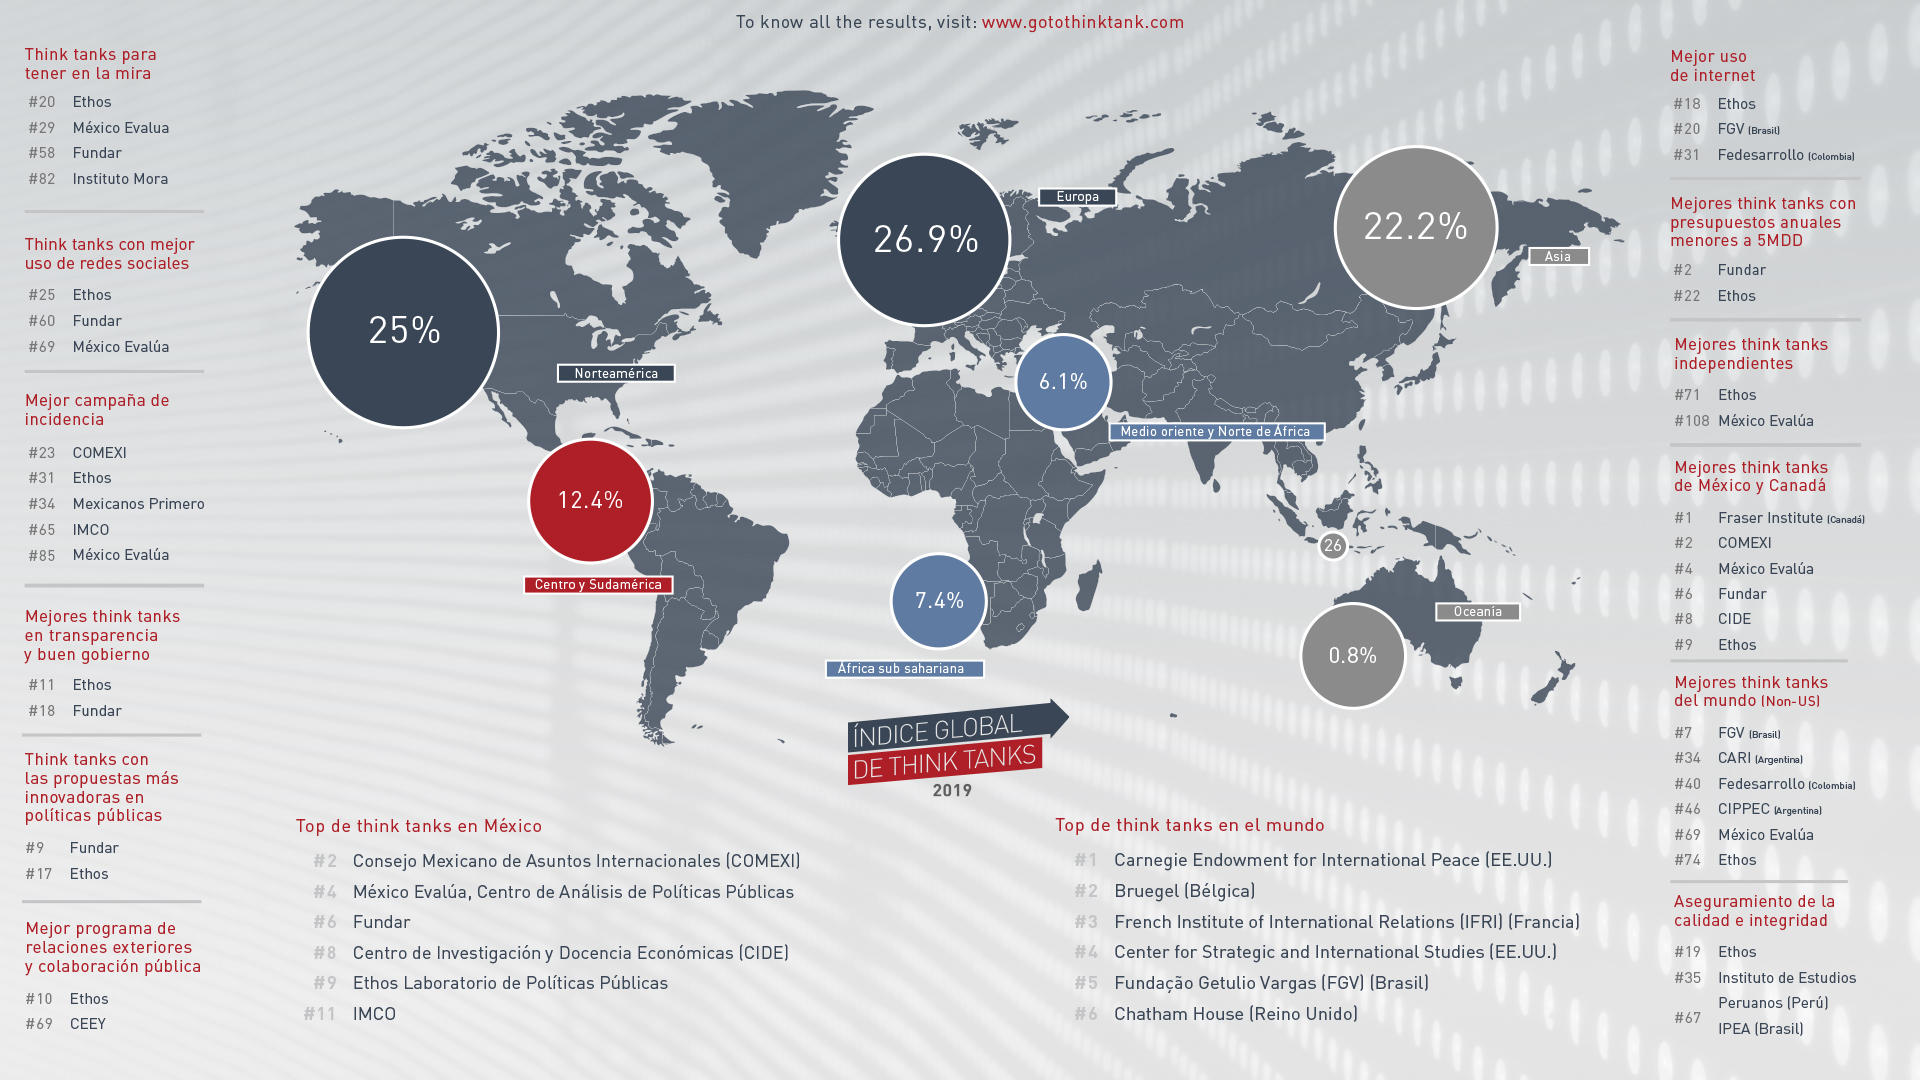 To know all the results, visit: www.gotothinktank.com
Think tanks para
tener en la mira
#20 Ethos
#29 México Evalua
#58 Fundar
#82 Instituto Mora
Think tanks con mejor
uso de redes sociales
#25 Ethos
#60 Fundar
#69 México Evalúa
Mejor campaña de
incidencia
#23 COMEXI
#31 Ethos
#34 Mexicanos Primero
#65 IMCO
#85 México Evalúa
Mejores think tanks
en transparencia
y buen gobierno
#11 Ethos
#18 Fundar
Think tanks con
las propuestas más
innovadoras en
políticas públicas
#9 Fundar
#17 Ethos
Mejor programa de
relaciones exteriores
y colaboración pública
#10 Ethos
#69 CEEY
25%
Norteamérica
26.9%
Europa
22.2%
Asia
6.1%
Medio oriente y Norte de África
12.4%
Centro y Sudamérica
7.4%
África sub sahariana
26
0.8%
Oceanía
ÍNDICE GLOBAL
DE THINK TANKS
2019
Top de think tanks en México
#2 Consejo Mexicano de Asuntos Internacionales (COMEXI)
#4 México Evalúa, Centro de Análisis de Políticas Públicas
#6 Fundar
#8 Centro de Investigación y Docencia Económicas (CIDE)
#9 Ethos Laboratorio de Políticas Públicas
#11 IMCO
Top de think tanks en el mundo
#1 Carnegie Endowment for International Peace (EE.UU.)
#2 Bruegel (Bélgica)
#3 French Institute of International Relations (IFRI) (Francia)
#4 Center for Strategic and International Studies (EE.UU.)
#5 Fundação Getulio Vargas (FGV) (Brasil)
#6 Chatham House (Reino Unido)
Mejor uso
de internet
#18 Ethos
#20 FGV (Brasil)
#31 Fedesarrollo (Colombia)
Mejores think tanks con
presupuestos anuales
menores a 5MDD
#2 Fundar
#22 Ethos
Mejores think tanks
independientes
#71 Ethos
#108 México Evalúa
Mejores think tanks
de México y Canadá
#1 Fraser Institute (Canadá)
#2 COMEXI
#4 México Evalúa
#6 Fundar
#8 CIDE
#9 Ethos
Mejores think tanks
del mundo (Non-US)
#7 FGV (Brasil)
#34 CARI (Argentina)
#40 Fedesarrollo (Colombia)
#46 CIPPEC (Argentina)
#69 México Evalúa
#74 Ethos
Aseguramiento de la
calidad e integridad
#19 Ethos
#35 Instituto de Estudios
Peruanos (Perú)
#67 IPEA (Brasil)